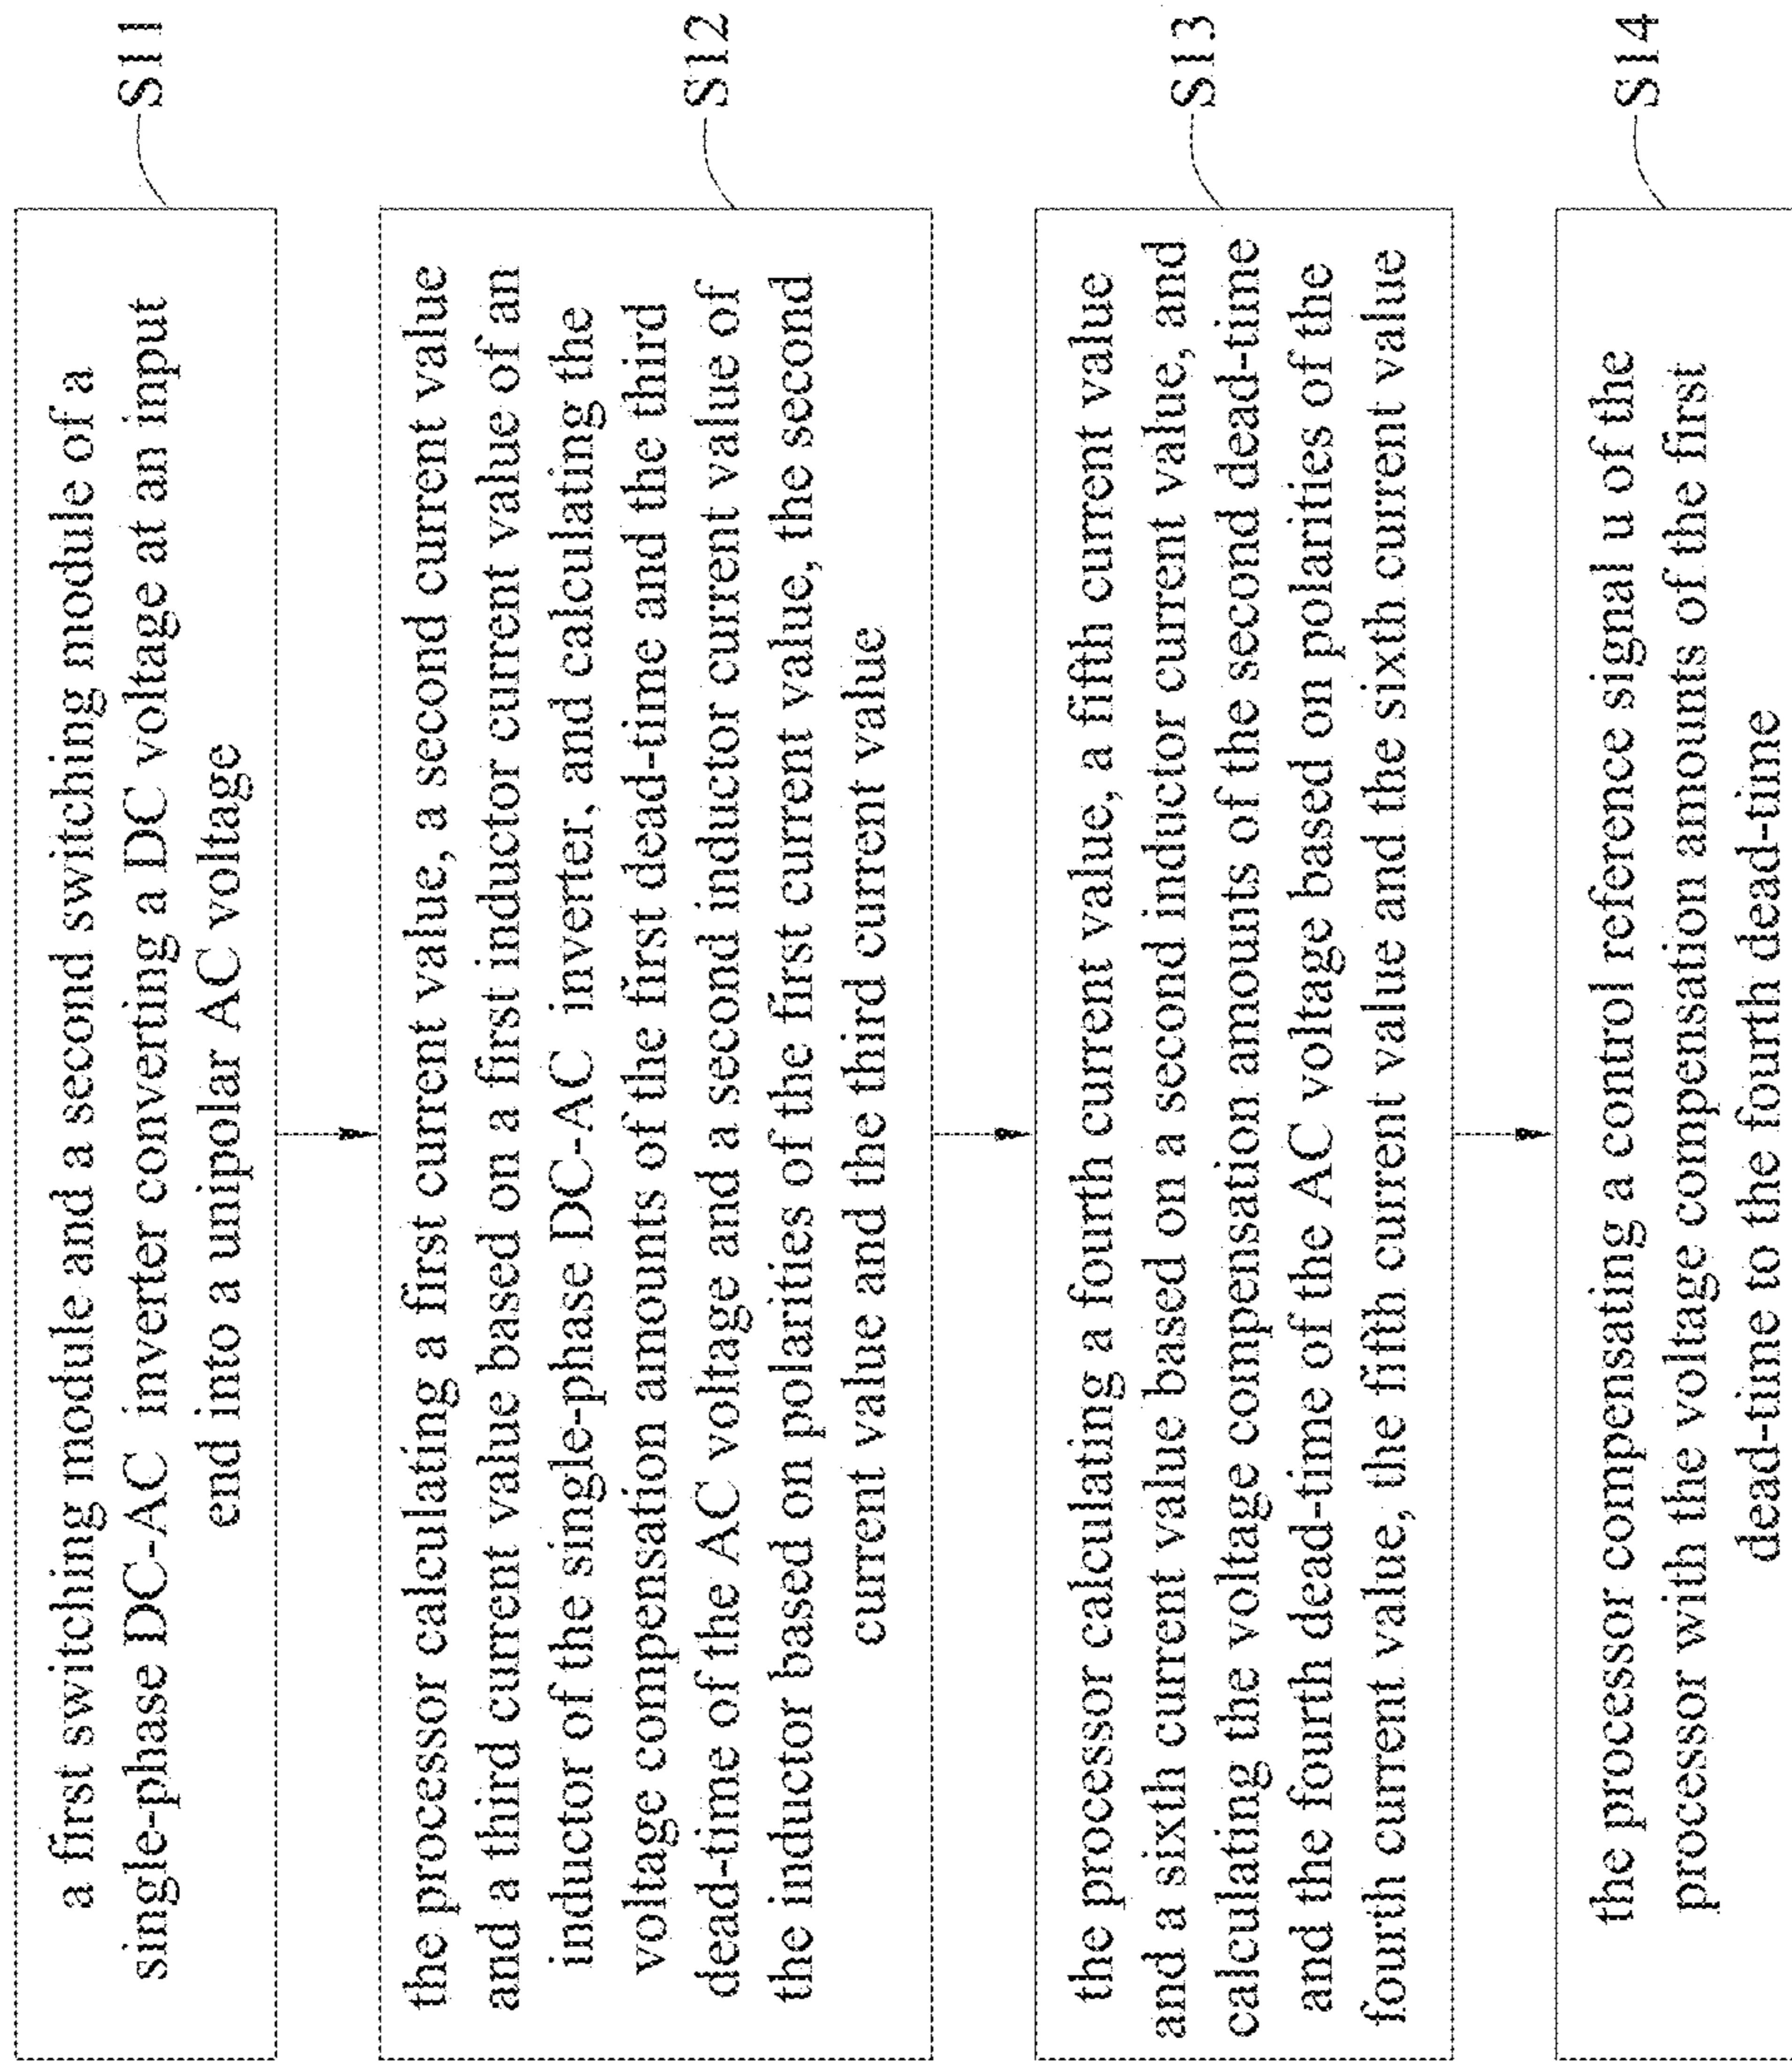 a first switching module and a second switching module of a
single-phase DC-AC inverter converting a DC voltage at an input
end into a unipolar AC voltage
S11
the processor calculating a first current value, a second current value
and a third current value based on a first inductor current value of an
inductor of the single-phase DC-AC inverter, and calculating the
voltage compensation amounts of the first dead-time and the third
dead-time of the AC voltage and a second inductor current value of
the inductor based on polarities of the first current value, the second
current value and the third current value
S12
the processor calculating a fourth current value, a fifth current value
and a sixth current value based on a second inductor current value, and
calculating the voltage compensation amounts of the second dead-time
and the fourth dead-time of the AC voltage based on polarities of the
fourth current value, the fifth current value and the sixth current value
S13
the processor compensating a control reference signal u of the
processor with the voltage compensation amounts of the first
dead-time to the fourth dead-time
S14